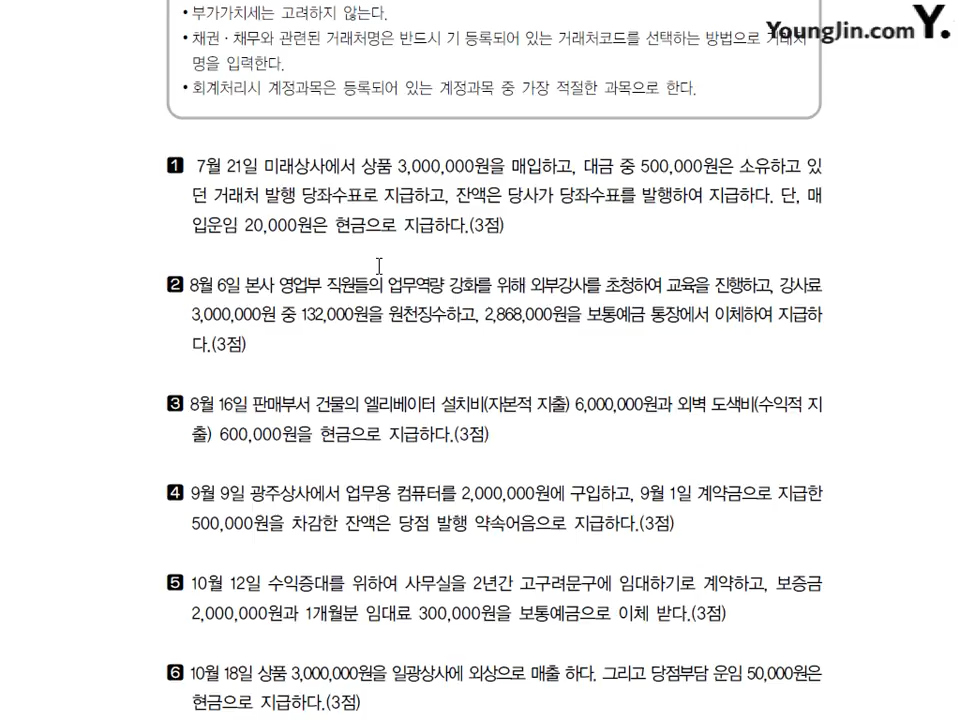 • 부가가치세는 고려하지 않는다.
YoungJin.com Y.
• 채권·채무와 관련된 거래처명은 반드시 기 등록되어 있는 거래처코드를 선택하는 방법으로 거래처
명을 입력한다.
• 회계처리시 계정과목은 등록되어 있는 계정과목 중 가장 적절한 과목으로 한다.
1 7월 21일 미래상사에서 상품 3,000,000원을 매입하고, 대금 중 500,000원은 소유하고 있
던 거래처 발행 당좌수표로 지급하고, 잔액은 당사가 당좌수표를 발행하여 지급하다. 단, 매
입운임 20,000원은 현금으로 지급하다.(3점)
2 8월 6일 본사 영업부 직원들의 업무역량 강화를 위해 외부강사를 초청하여 교육을 진행하고, 강사료
3,000,000원 중 132,000원을 원천징수하고, 2,868,000원을 보통예금 통장에서 이체하여 지급하
다.(3점)
3 8월 16일 판매부서 건물의 엘리베이터 설치비(자본적 지출) 6,000,000원과 외벽 도색비(수익적 지
출) 600,000원을 현금으로 지급하다.(3점)
4 9월 9일 광주상사에서 업무용 컴퓨터를 2,000,000원에 구입하고, 9월 1일 계약금으로 지급한
500,000원을 차감한 잔액은 당점 발행 약속어음으로 지급하다.(3점)
5 10월 12일 수익증대를 위하여 사무실을 2년간 고구려문구에 임대하기로 계약하고, 보증금
2,000,000원과 1개월분 임대료 300,000원을 보통예금으로 이체 받다.(3점)
6 10월 18일 상품 3,000,000원을 일광상사에 외상으로 매출 하다. 그리고 당점부담 운임 50,000원은
현금으로 지급하다.(3점)